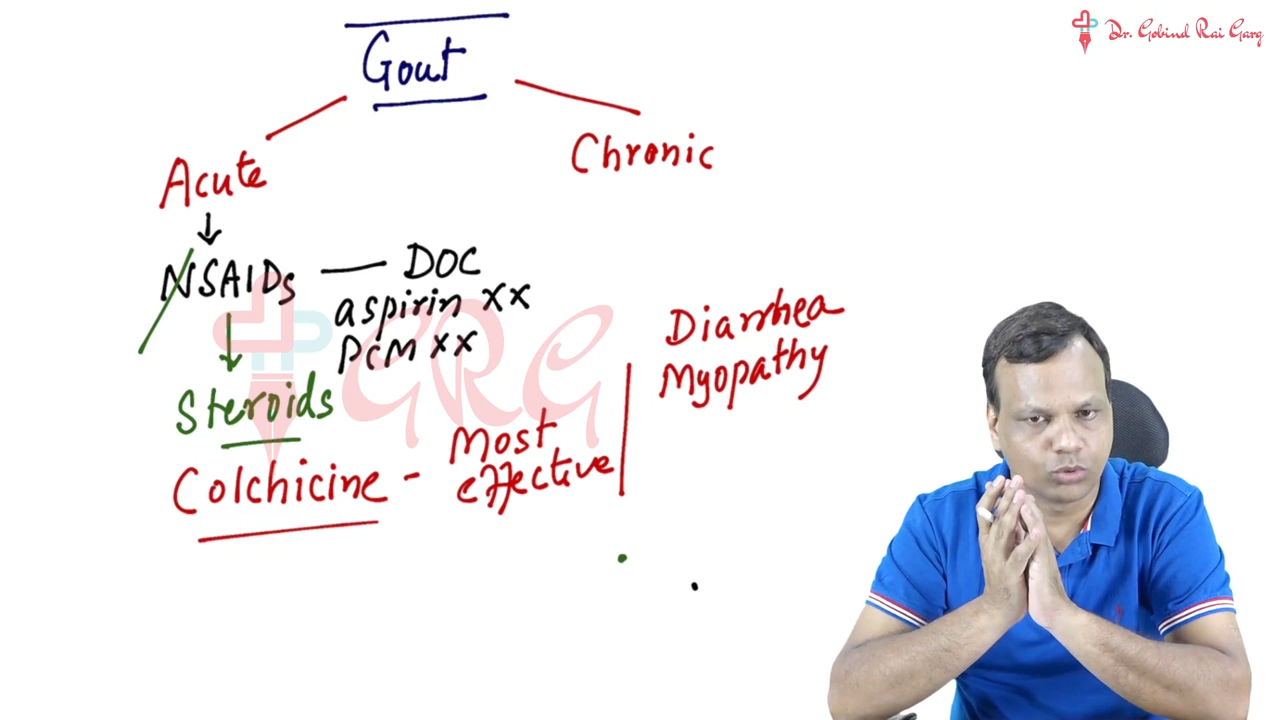 Dr. Gobind Rai Garg
Gout
Acute
Chronic
NSAIDs — DOC
aspirin xx
PCM xx
Steroids
Colchicine - Most
effective
Diarrhea
Myopathy
GRG